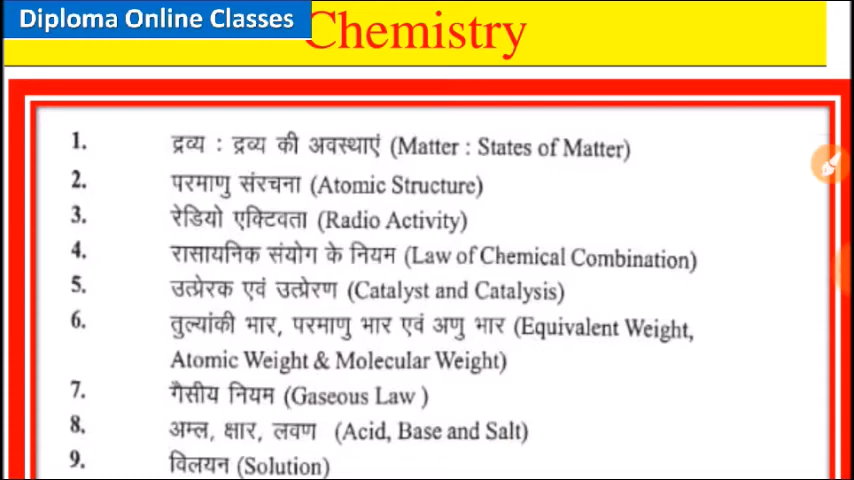 Diploma Online Classes
Chemistry
1. द्रव्य : द्रव्य की अवस्थाएं (Matter : States of Matter)
2. परमाणु संरचना (Atomic Structure)
3. रेडियो एक्टिवता (Radio Activity)
4. रासायनिक संयोग के नियम (Law of Chemical Combination)
5. उत्प्रेरक एवं उत्प्रेरण (Catalyst and Catalysis)
6. तुल्यांकी भार, परमाणु भार एवं अणु भार (Equivalent Weight,
Atomic Weight & Molecular Weight)
7. गैसीय नियम (Gaseous Law )
8. अम्ल, क्षार, लवण (Acid, Base and Salt)
9. विलयन (Solution)